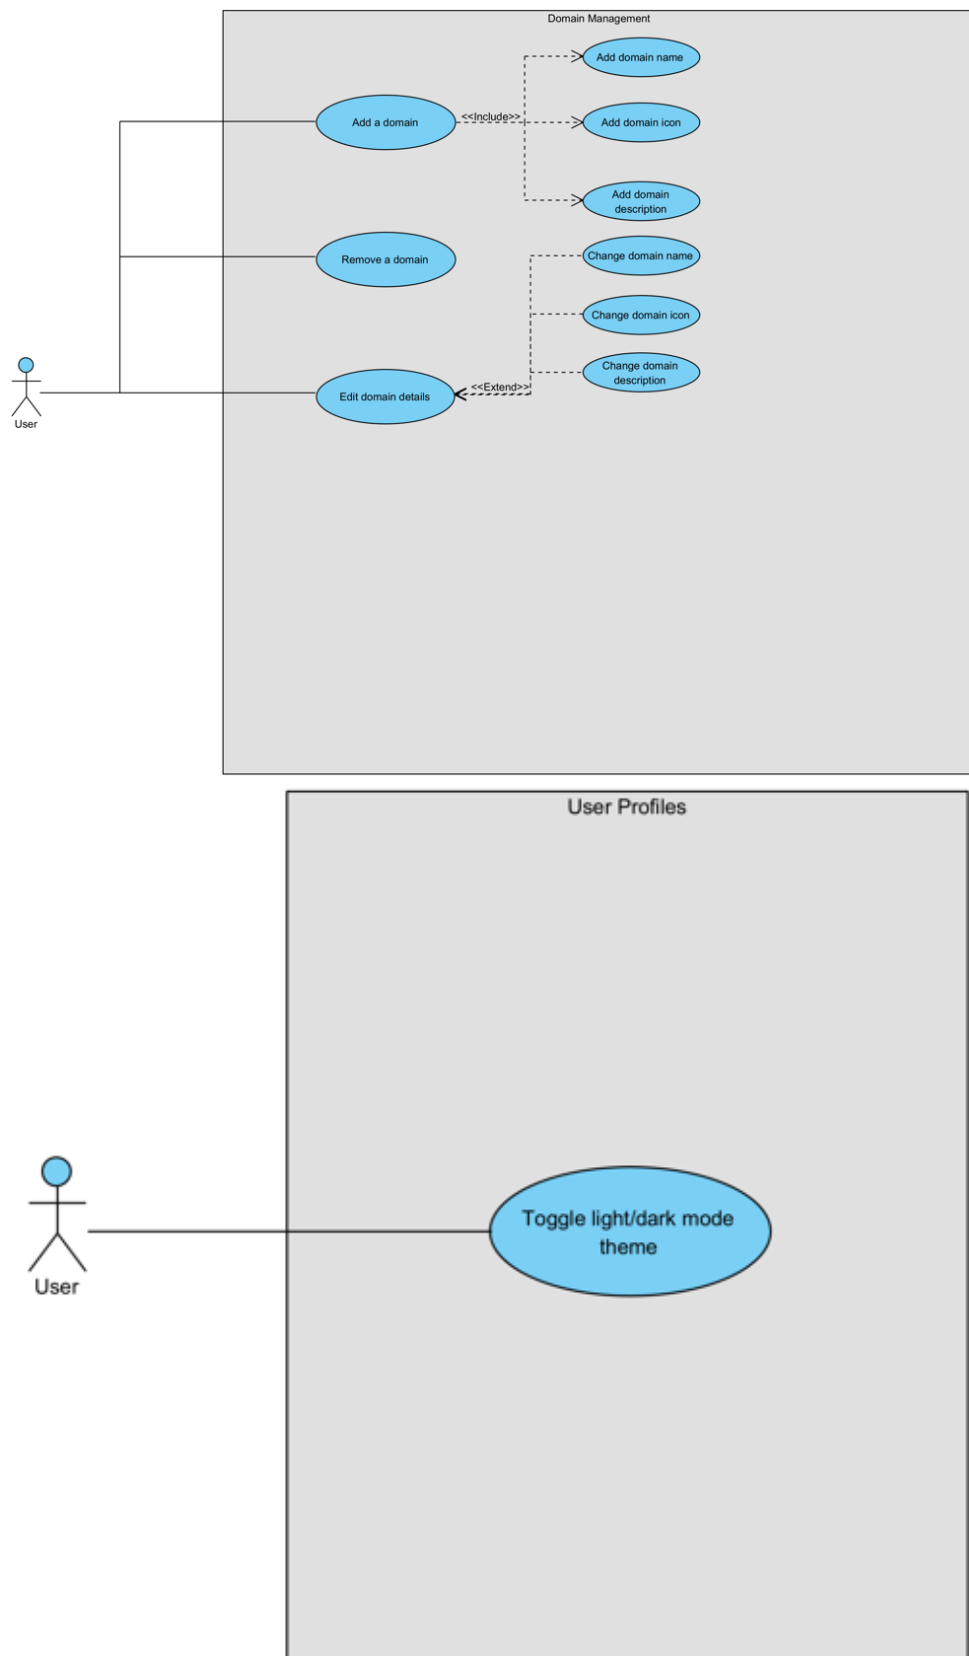 Domain Management
Add domain name
<<Include>>
Add a domain
Add domain icon
Add domain
description
Remove a domain
Change domain name
Change domain icon
Change domain
description
<<Extend>>
Edit domain details
User
User Profiles
Toggle light/dark mode
theme
User